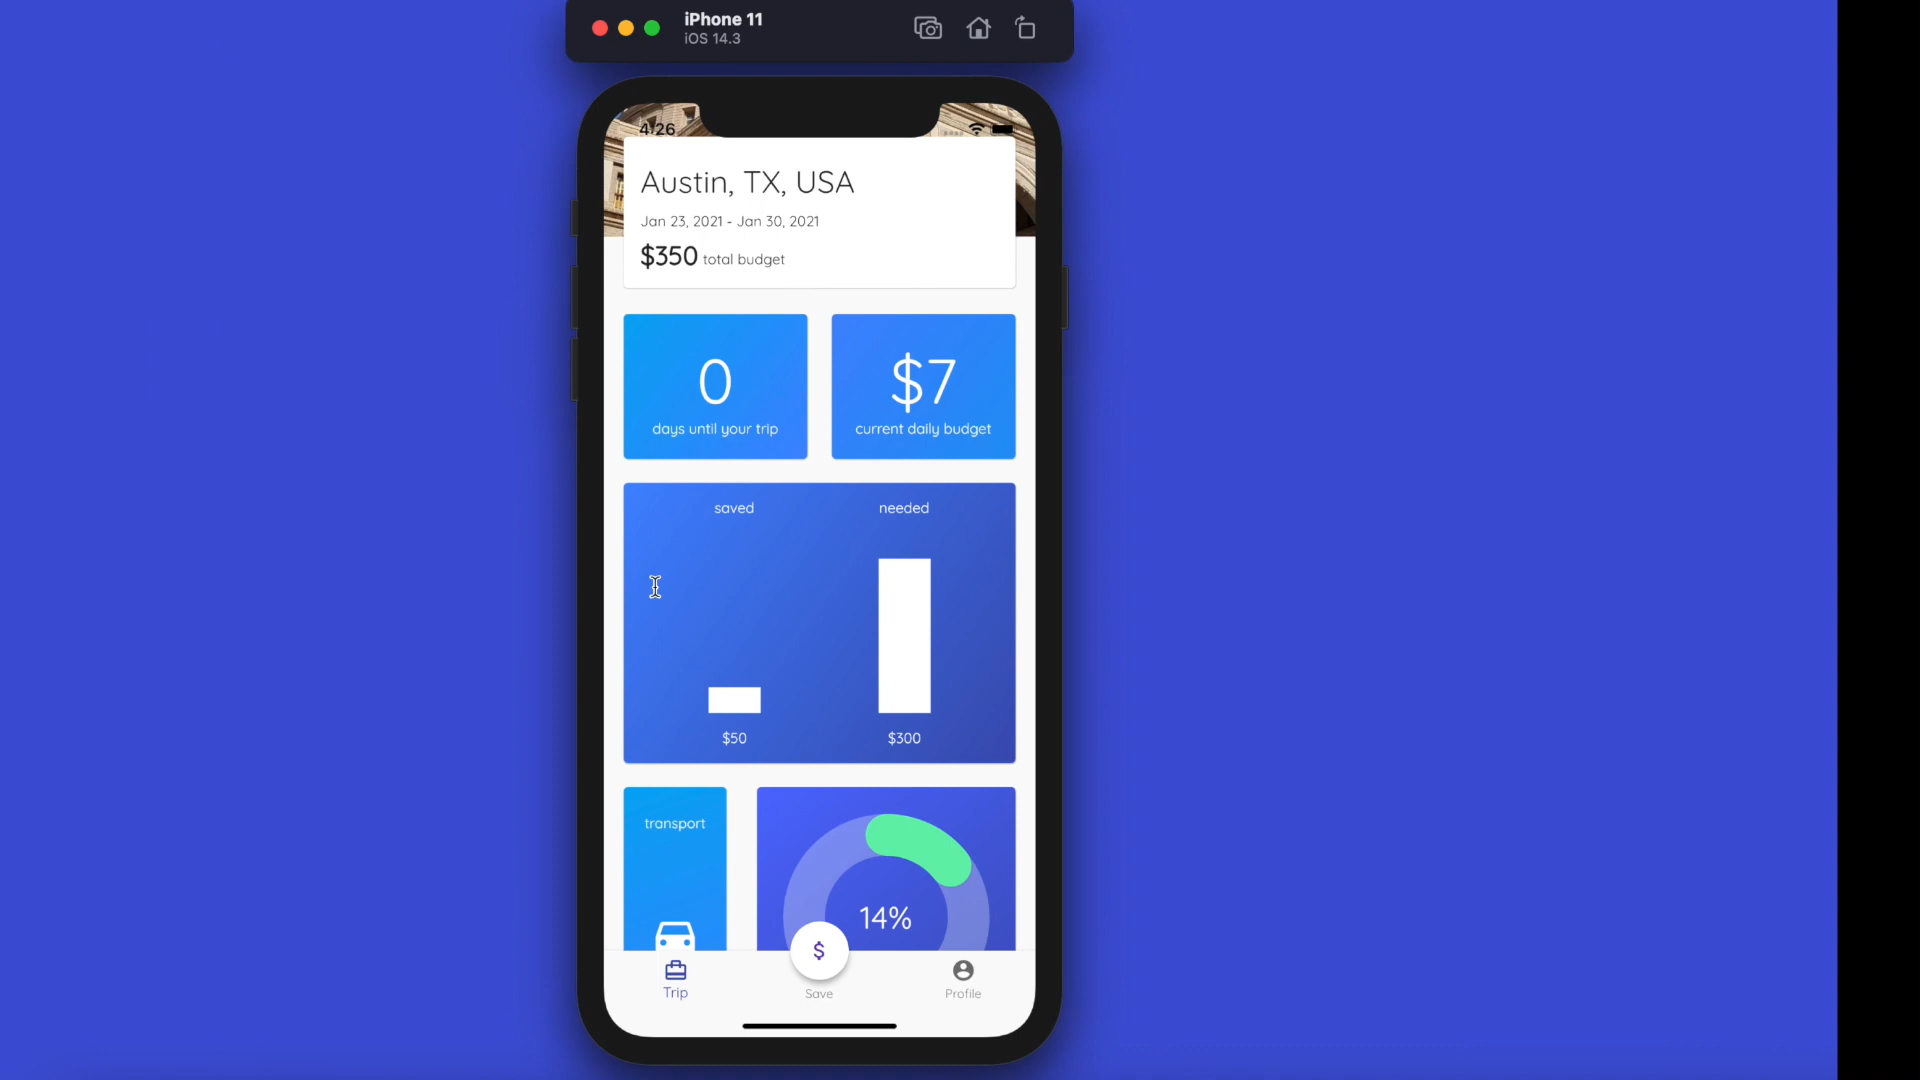 iPhone 11
iOS 14.3
4:26
Austin, TX, USA
Jan 23, 2021 - Jan 30, 2021
$350 total budget
0
days until your trip
$7
current daily budget
saved
needed
$50
$300
transport
14%
$
Trip
Save
Profile